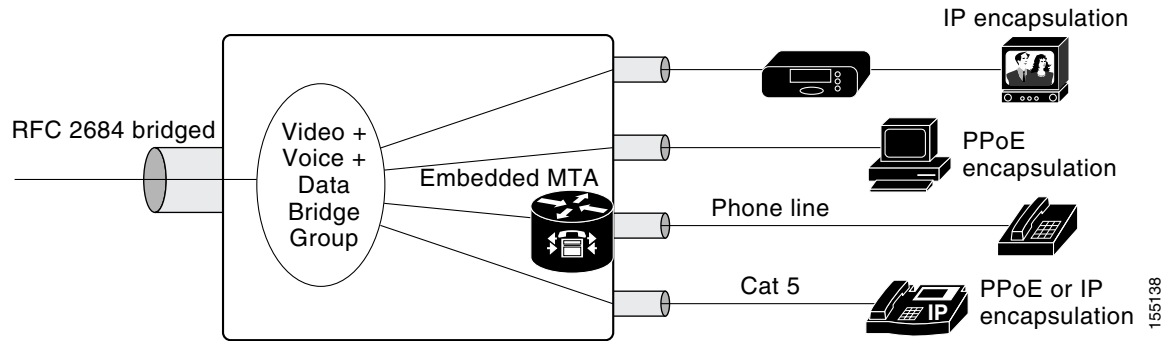 IP encapsulation
RFC 2684 bridged
Video +
Voice +
Data
Bridge
Group
Embedded MTA
PPoE
encapsulation
Phone line
Cat 5
IP
PPoE or IP
encapsulation
155138